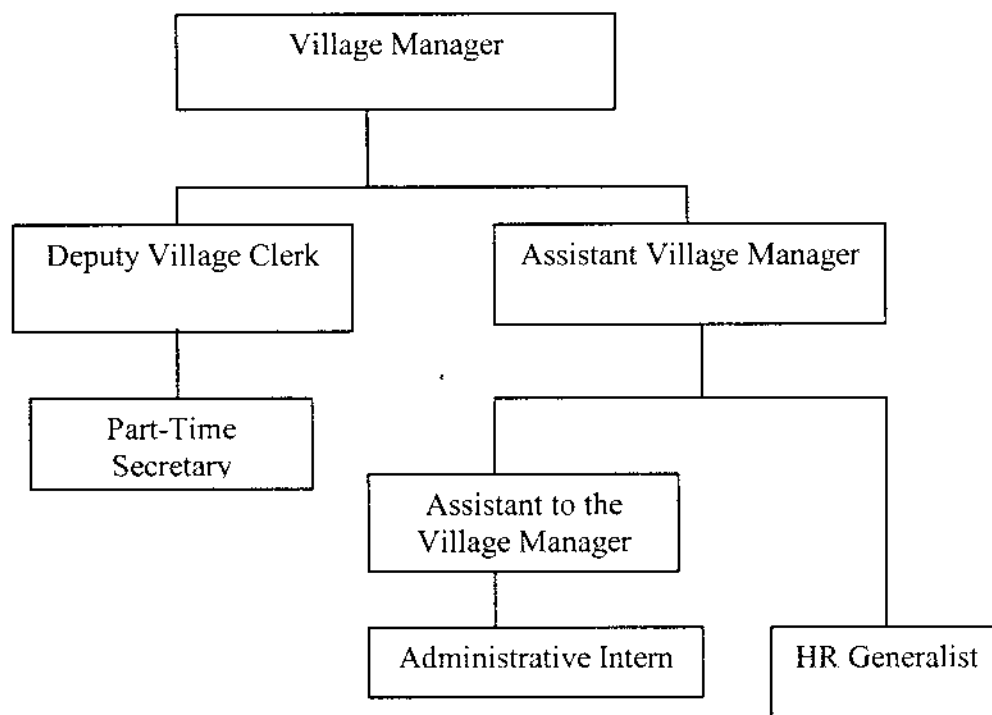 Village Manager
Deputy Village Clerk
Assistant Village Manager
Part-Time
Secretary
Assistant to the
Village Manager
Administrative Intern
HR Generalist